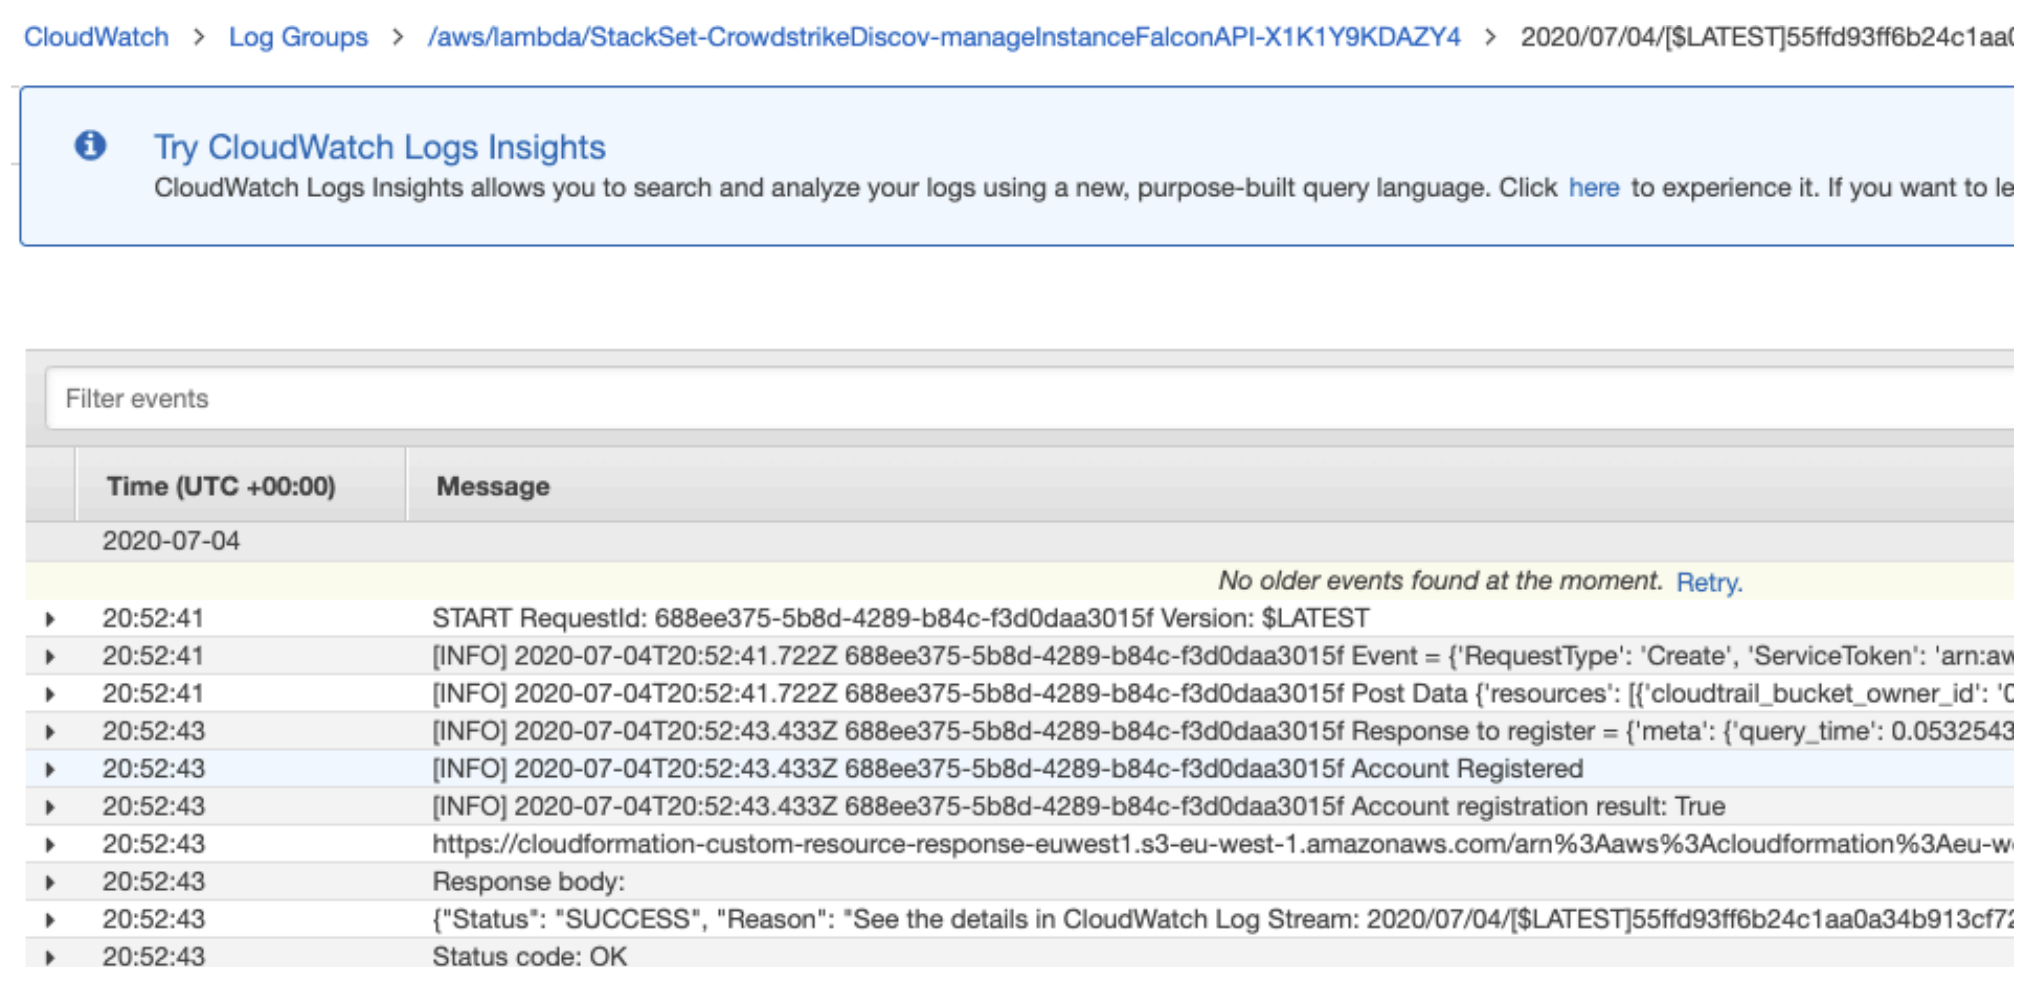 CloudWatch > Log Groups > /aws/lambda/StackSet-CrowdstrikeDiscov-manageInstanceFalconAPI-X1K1Y9KDAZY4 > 2020/07/04/[$LATEST]55ffd93ff6b24c1aa0
Try CloudWatch Logs Insights
CloudWatch Logs Insights allows you to search and analyze your logs using a new, purpose-built query language. Click here to experience it. If you want to le
Filter events
Time (UTC +00:00) Message
2020-07-04
No older events found at the moment. Retry.
20:52:41 START RequestId: 688ee375-5b8d-4289-b84c-f3d0daa3015f Version: $LATEST
20:52:41 [INFO] 2020-07-04T20:52:41.722Z 688ee375-5b8d-4289-b84c-f3d0daa3015f Event = {'RequestType': 'Create', 'ServiceToken': 'arn:aw
20:52:41 [INFO] 2020-07-04T20:52:41.722Z 688ee375-5b8d-4289-b84c-f3d0daa3015f Post Data {'resources': [{'cloudtrail_bucket_owner_id': '0
20:52:43 [INFO] 2020-07-04T20:52:43.433Z 688ee375-5b8d-4289-b84c-f3d0daa3015f Response to register = {'meta': {'query_time': 0.0532543
20:52:43 [INFO] 2020-07-04T20:52:43.433Z 688ee375-5b8d-4289-b84c-f3d0daa3015f Account Registered
20:52:43 [INFO] 2020-07-04T20:52:43.433Z 688ee375-5b8d-4289-b84c-f3d0daa3015f Account registration result: True
20:52:43 https://cloudformation-custom-resource-response-euwest1.s3-eu-west-1.amazonaws.com/arn%3Aaws%3Acloudformation%3Aeu-w
20:52:43 Response body:
20:52:43 {"Status": "SUCCESS", "Reason": "See the details in CloudWatch Log Stream: 2020/07/04/[$LATEST]55ffd93ff6b24c1aa0a34b913cf72
20:52:43 Status code: OK